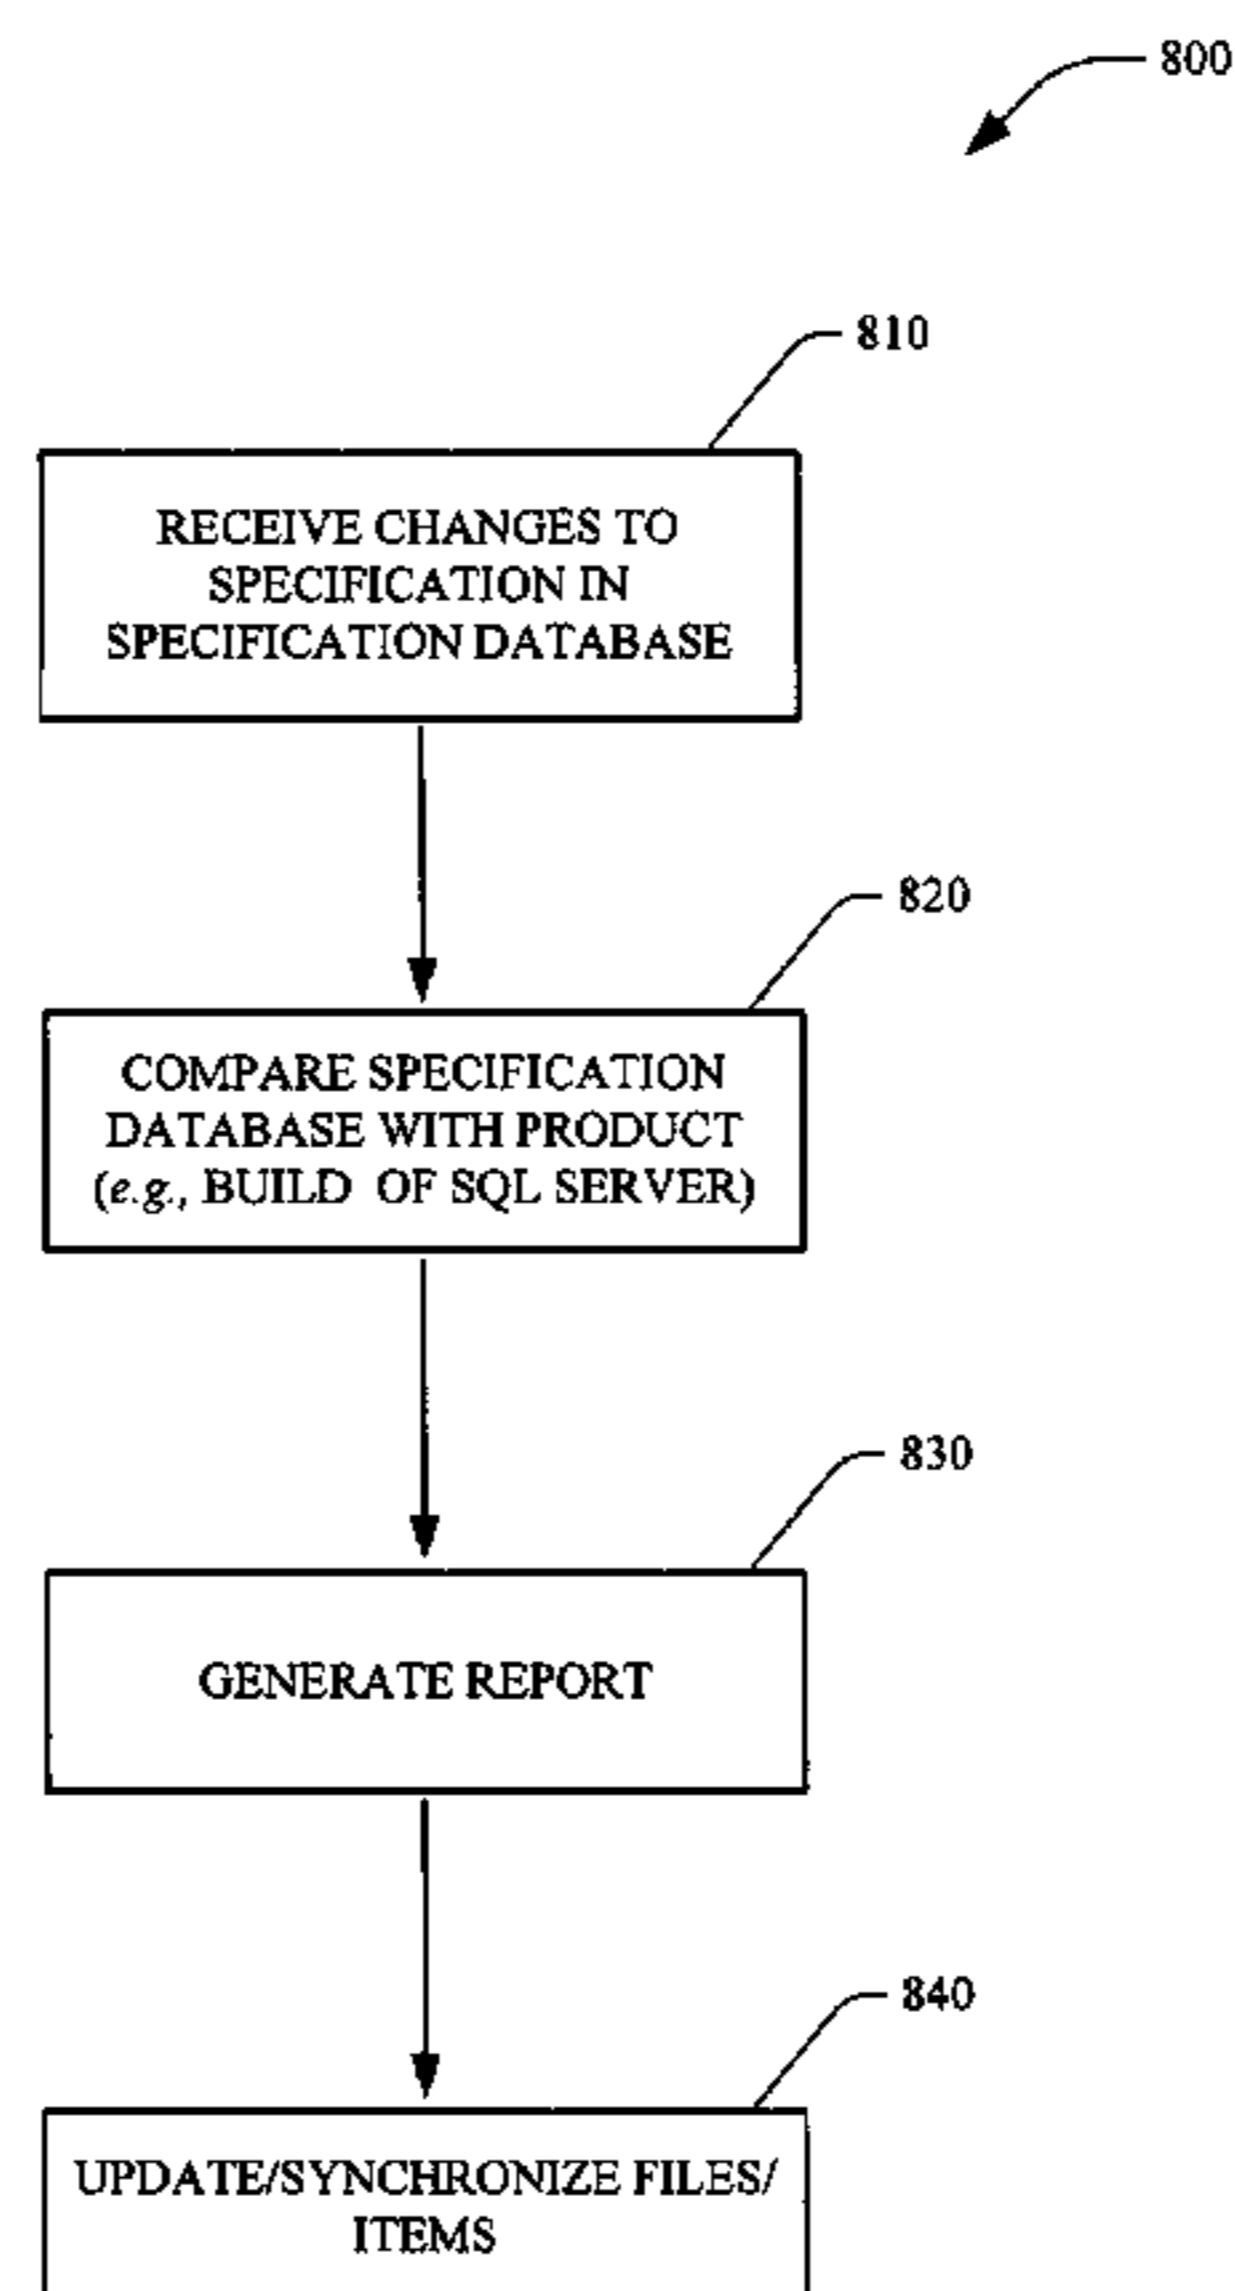 800
810
RECEIVE CHANGES TO
SPECIFICATION IN
SPECIFICATION DATABASE
820
COMPARE SPECIFICATION
DATABASE WITH PRODUCT
(e.g., BUILD OF SQL SERVER)
830
GENERATE REPORT
840
UPDATE/SYNCHRONIZE FILES/
ITEMS